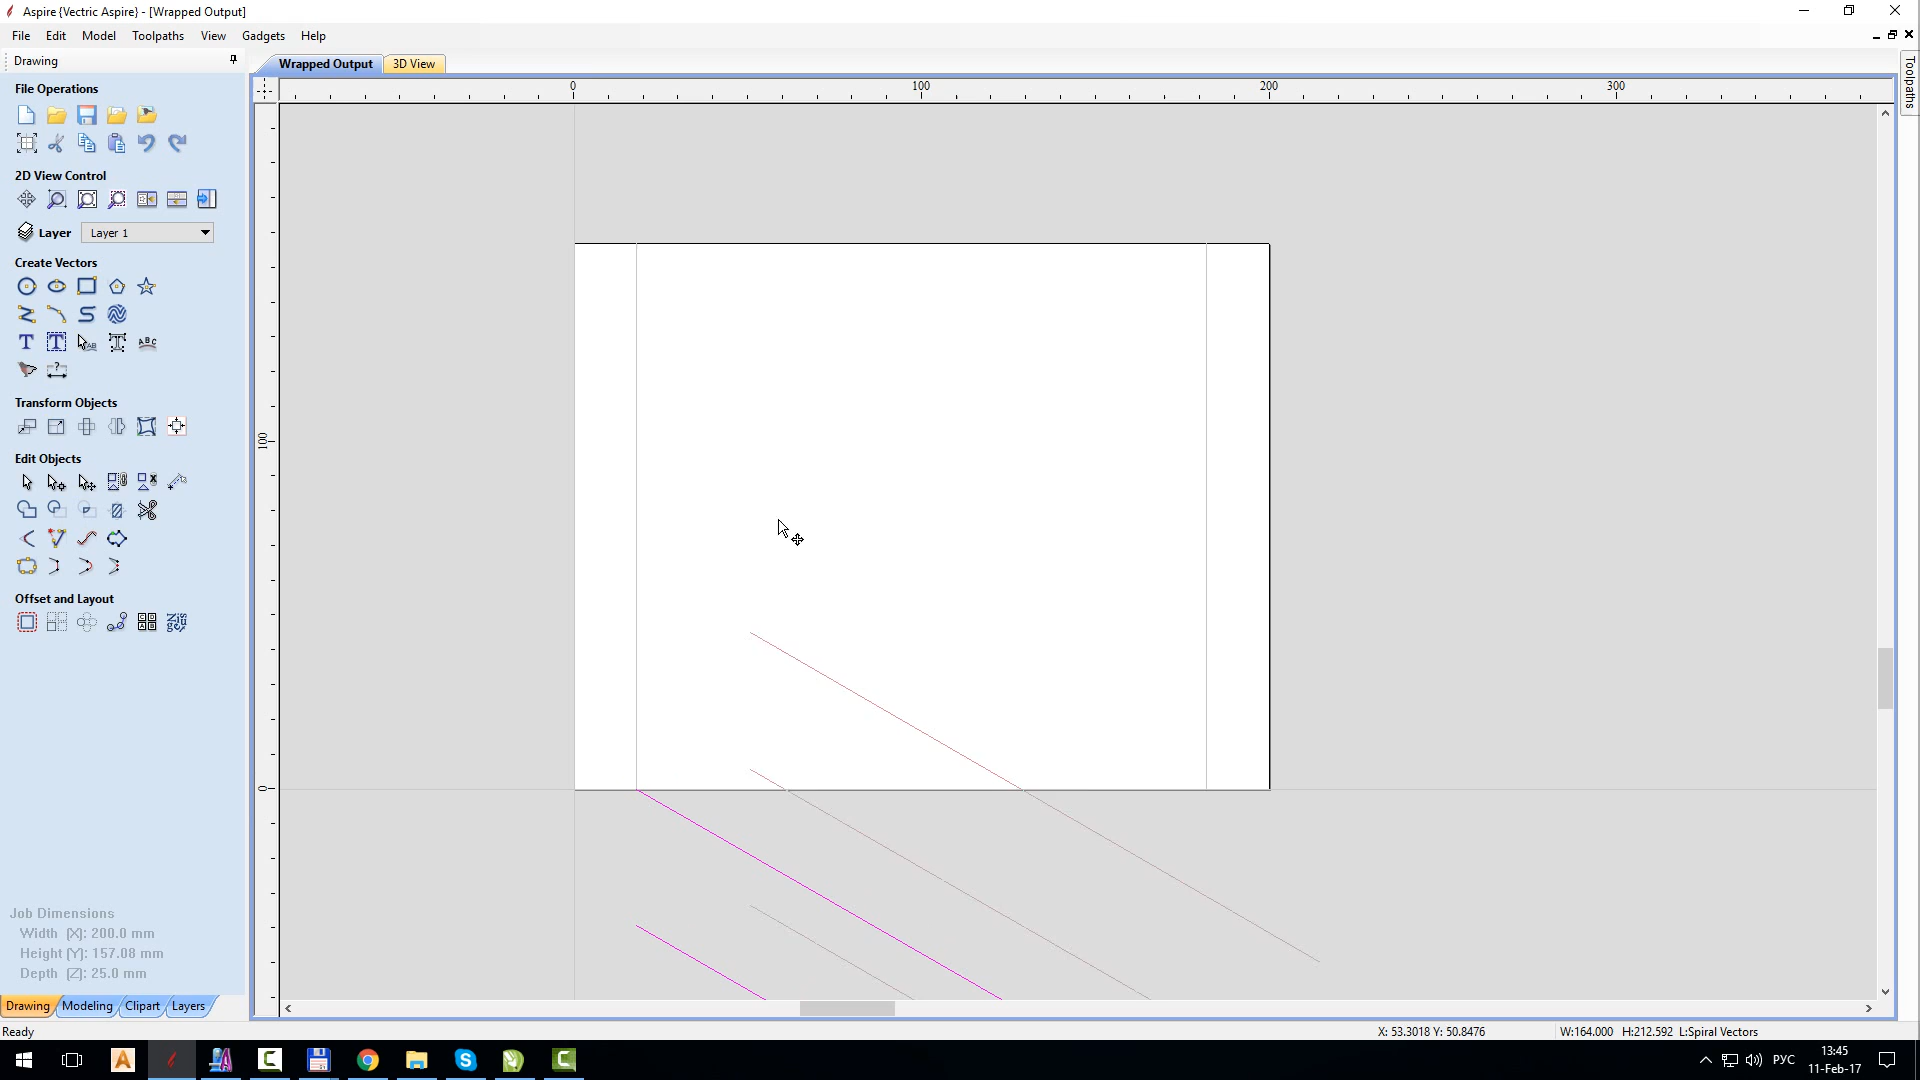 Aspire {Vectric Aspire} - [Wrapped Output]
File Edit Model Toolpaths View Gadgets Help
Drawing
Wrapped Output 3D View
Toolpaths
File Operations
0 100 200 300
2D View Control
Layer Layer 1
Create Vectors
Transform Objects
100
Edit Objects
Offset and Layout
0
Job Dimensions
Width (X): 200.0 mm
Height (Y): 157.08 mm
Depth (Z): 25.0 mm
Drawing Modeling Clipart Layers
Ready
X: 53.3018 Y: 50.8476
W:164.000 H:212.592 L:Spiral Vectors
РУС
13:45
11-Feb-17